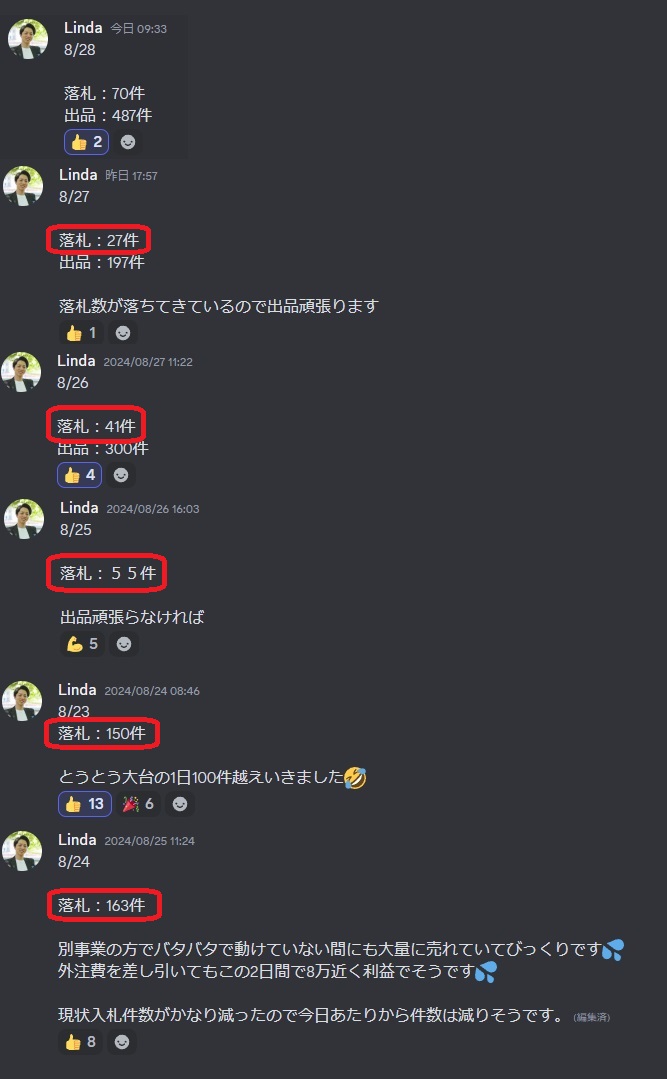 Linda 今日 09:33
8/28
落札：70件
出品：487件
👍 2
Linda 昨日 17:57
8/27
落札：27件
出品：197件
落札数が落ちてきているので出品頑張ります
👍 1
Linda 2024/08/27 11:22
8/26
落札：41件
出品：300件
👍 4
Linda 2024/08/26 16:03
8/25
落札：５５件
出品頑張らなければ
💪 5
Linda 2024/08/24 08:46
8/23
落札：150件
とうとう大台の1日100件越えいきました🤣
👍 13 🎉 6
Linda 2024/08/25 11:24
8/24
落札：163件
別事業の方でバタバタで動けていない間にも大量に売れていてびっくりです💦
外注費を差し引いてもこの2日間で8万近く利益でそうです💦
現状入札件数がかなり減ったので今日あたりから件数は減りそうです。 (編集済)
👍 8